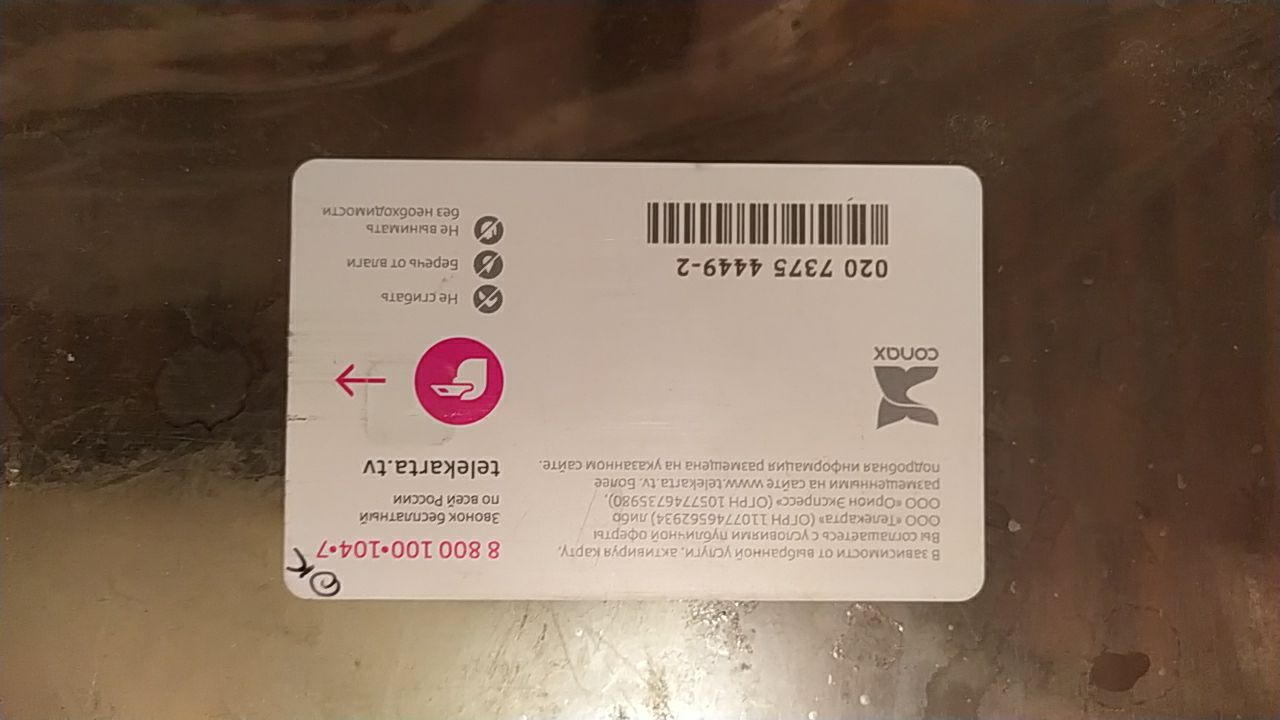 В зависимости от выбранной услуги, активируя карту,
Вы соглашаетесь с условиями публичной оферты
ООО «Телекарта» (ОГРН 1107746562934) либо
ООО «Орион Экспресс» (ОГРН 1057746735980),
размещенными на сайте www.telekarta.tv. Более
подробная информация размещена на указанном сайте.
conax
020 7375 4449-2
OK
8 800 100•104•7
Звонок бесплатный
по всей России
telekarta.tv
Не сгибать
Беречь от влаги
Не вынимать
без необходимости